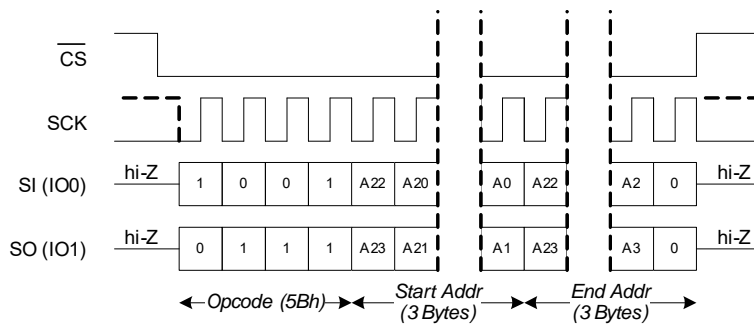 CS
SCK
SI (IO0) hi-Z 1 0 0 1 A22 A20 A0 A22 A2 0 hi-Z
SO (IO1) hi-Z 0 1 1 1 A23 A21 A1 A23 A3 0 hi-Z
Opcode (5Bh) Start Addr (3 Bytes) End Addr (3 Bytes)